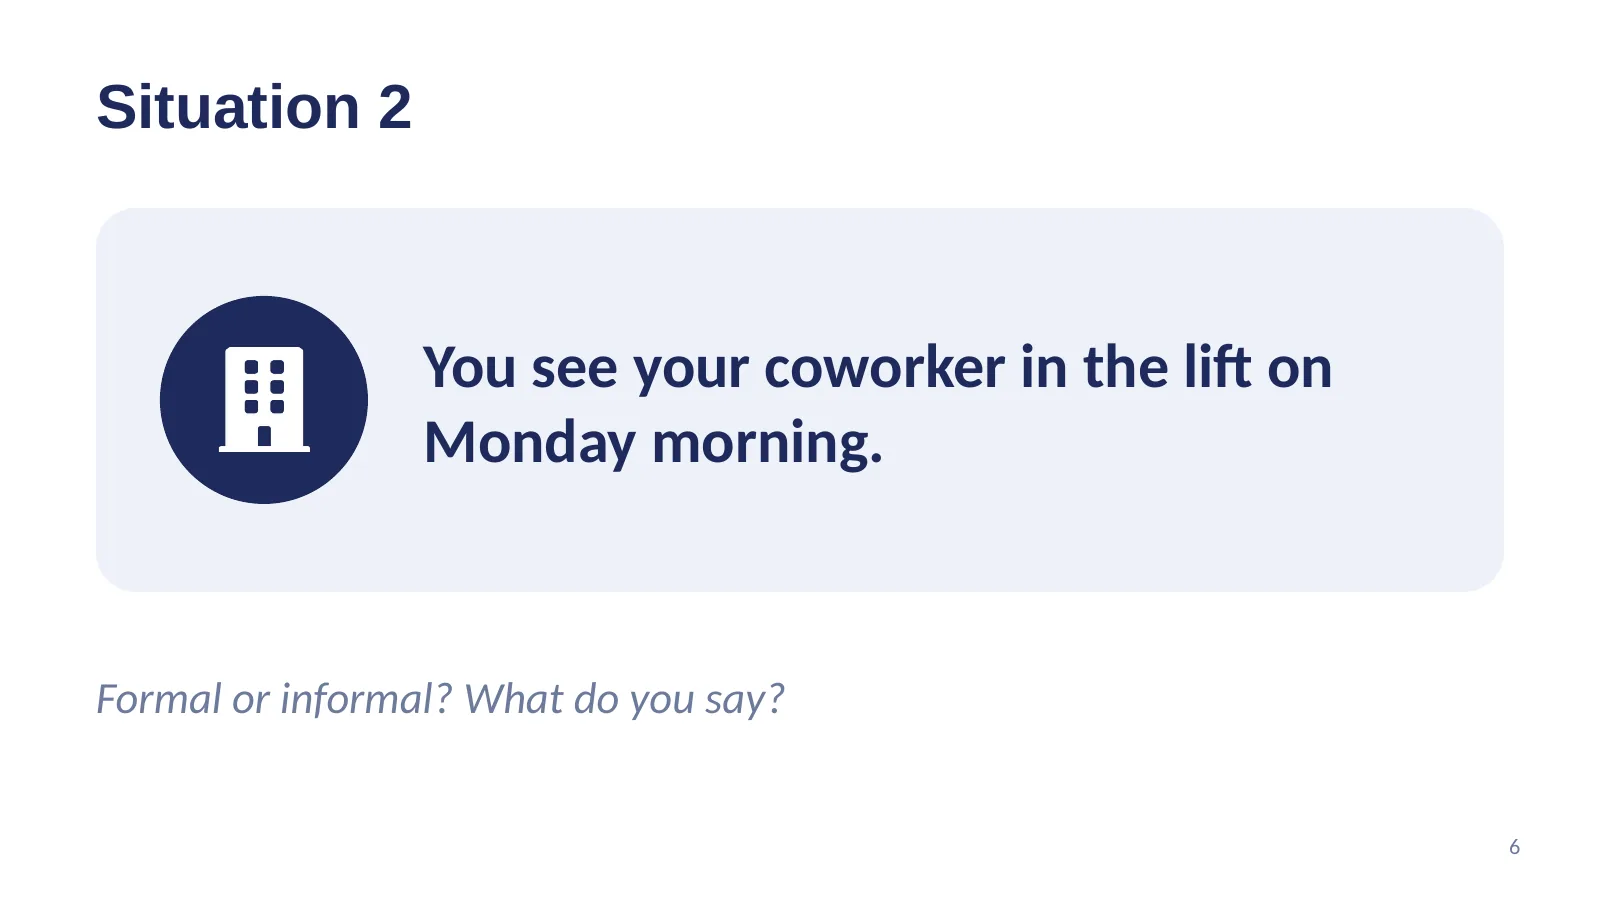 Situation 2
You see your coworker in the lift on
Monday morning.
Formal or informal? What do you say?
6